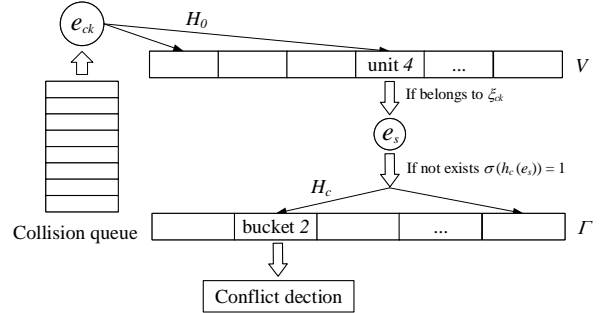 e_ck
H_0
unit 4
...
V
If belongs to ξ_ck
e_s
If not exists σ(h_c(e_s)) = 1
H_c
Collision queue
bucket 2
...
Γ
Conflict dection